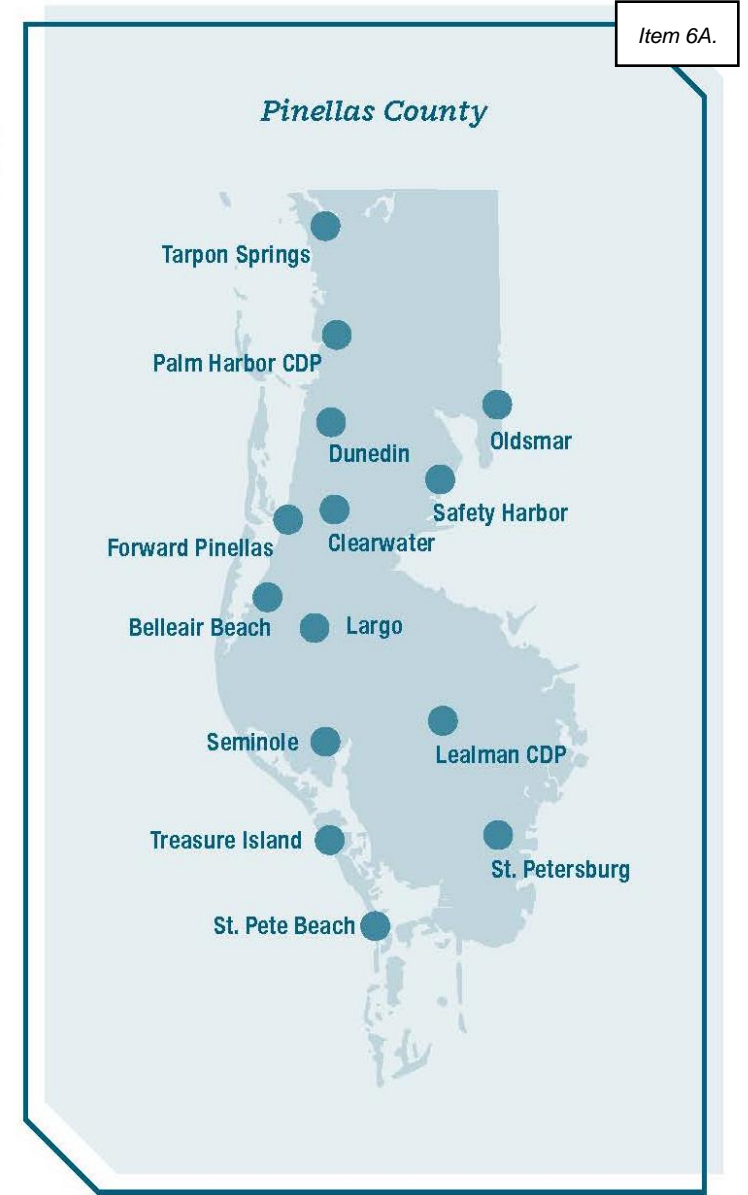 Item 6A.
Pinellas County
Tarpon Springs
Palm Harbor CDP
Oldsmar
Dunedin
Safety Harbor
Clearwater
Forward Pinellas
Belleair Beach
Largo
Seminole
Lealman CDP
Treasure Island
St. Petersburg
St. Pete Beach